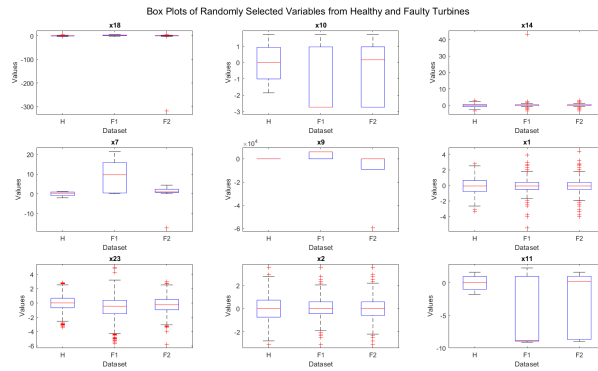 Box Plots of Randomly Selected Variables from Healthy and Faulty Turbines
x18
0
-100
-200
-300
Values
H F1 F2
Dataset
x10
1
0
-1
-2
-3
Values
H F1 F2
Dataset
x14
40
30
20
10
0
Values
H F1 F2
Dataset
x7
20
10
0
-10
Values
H F1 F2
Dataset
×10⁴
x9
0
-2
-4
-6
Values
H F1 F2
Dataset
x1
4
2
0
-2
-4
Values
H F1 F2
Dataset
x23
4
2
0
-2
-4
-6
Values
H F1 F2
Dataset
x2
2
0
-2
Values
H F1 F2
Dataset
x11
0
-5
-10
Values
H F1 F2
Dataset